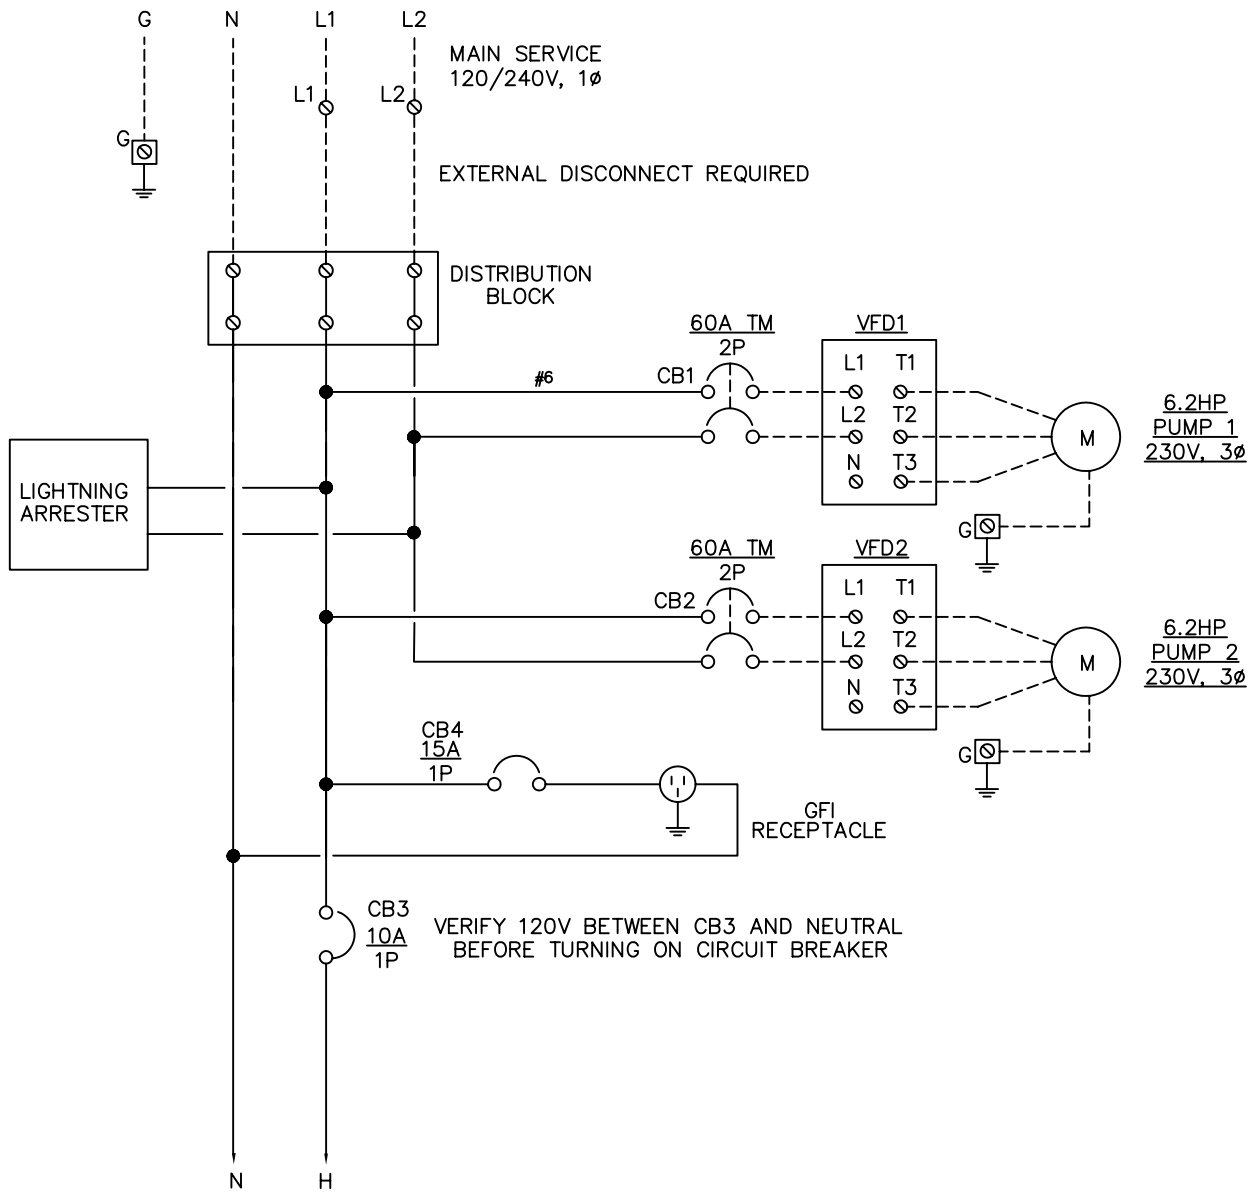 G N L1 L2
MAIN SERVICE
120/240V, 1ø
L1 L2
G
EXTERNAL DISCONNECT REQUIRED
DISTRIBUTION
BLOCK
60A TM
2P
CB1
#6
VFD1
L1 T1
L2 T2
N T3
M
6.2HP
PUMP 1
230V, 3ø
G
LIGHTNING
ARRESTER
60A TM
2P
CB2
VFD2
L1 T1
L2 T2
N T3
M
6.2HP
PUMP 2
230V, 3ø
G
CB4
15A
1P
GFI
RECEPTACLE
CB3
10A
1P
VERIFY 120V BETWEEN CB3 AND NEUTRAL
BEFORE TURNING ON CIRCUIT BREAKER
N H